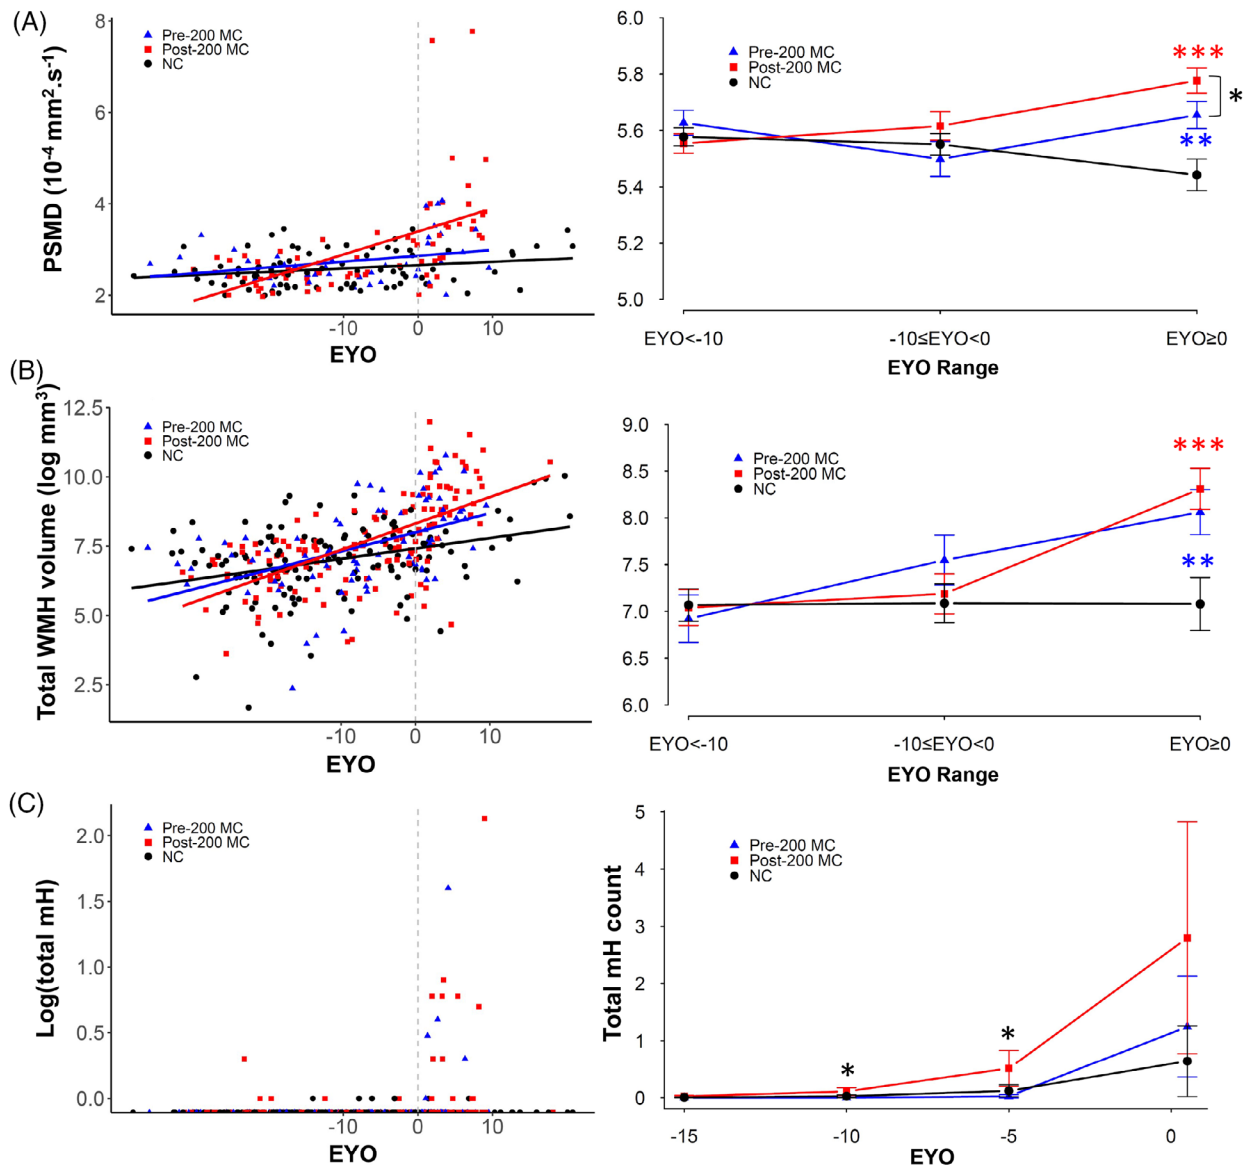 (A)
PSMD (10⁻⁴ mm².s⁻¹)
8
6
4
2
Pre-200 MC
Post-200 MC
NC
-10 0 10
EYO
6.0
5.8
5.6
5.4
5.2
5.0
Pre-200 MC
Post-200 MC
NC
***
*
**
EYO<-10 -10≤EYO<0 EYO≥0
EYO Range
(B)
Total WMH volume (log mm³)
12.5
10.0
7.5
5.0
2.5
Pre-200 MC
Post-200 MC
NC
-10 0 10
EYO
9.0
8.5
8.0
7.5
7.0
6.5
6.0
Pre-200 MC
Post-200 MC
NC
***
**
EYO<-10 -10≤EYO<0 EYO≥0
EYO Range
(C)
Log(total mH)
2.0
1.5
1.0
0.5
0.0
Pre-200 MC
Post-200 MC
NC
-10 0 10
EYO
Total mH count
5
4
3
2
1
0
Pre-200 MC
Post-200 MC
NC
* *
-15 -10 -5 0
EYO